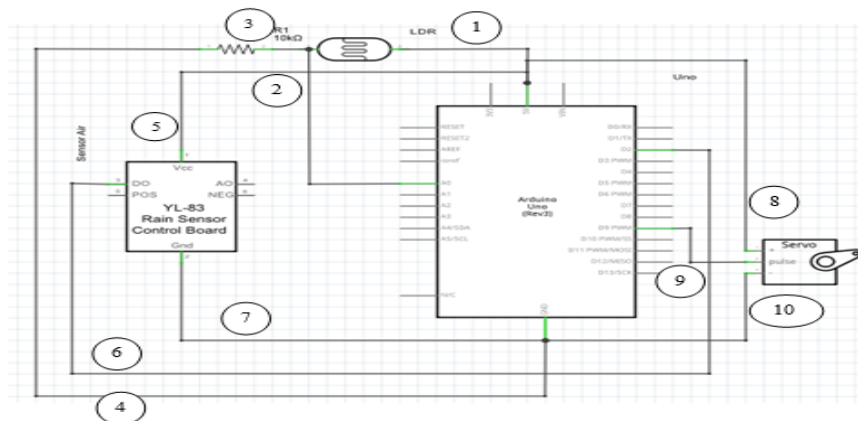 3
R1
10kΩ
LDR
1
2
Uno
5
Sensor Air
Vcc
DO
AO
POS
NEG
YL-83
Rain Sensor
Control Board
Gnd
RESET
RESET2
AREF
ioref
A0
A1
A2
A3
A4/SDA
A5/SCL
N/C
3V3
5V
VIN
Arduino
Uno
(Rev3)
D0/RX
D1/TX
D2
D3 PWM
D4
D5 PWM
D6 PWM
D7
D8
D9 PWM
D10 PWM/SS
D11 PWM/MOSI
D12/MISO
D13/SCK
GND
8
Servo
+
pulse
-
9
10
7
6
4